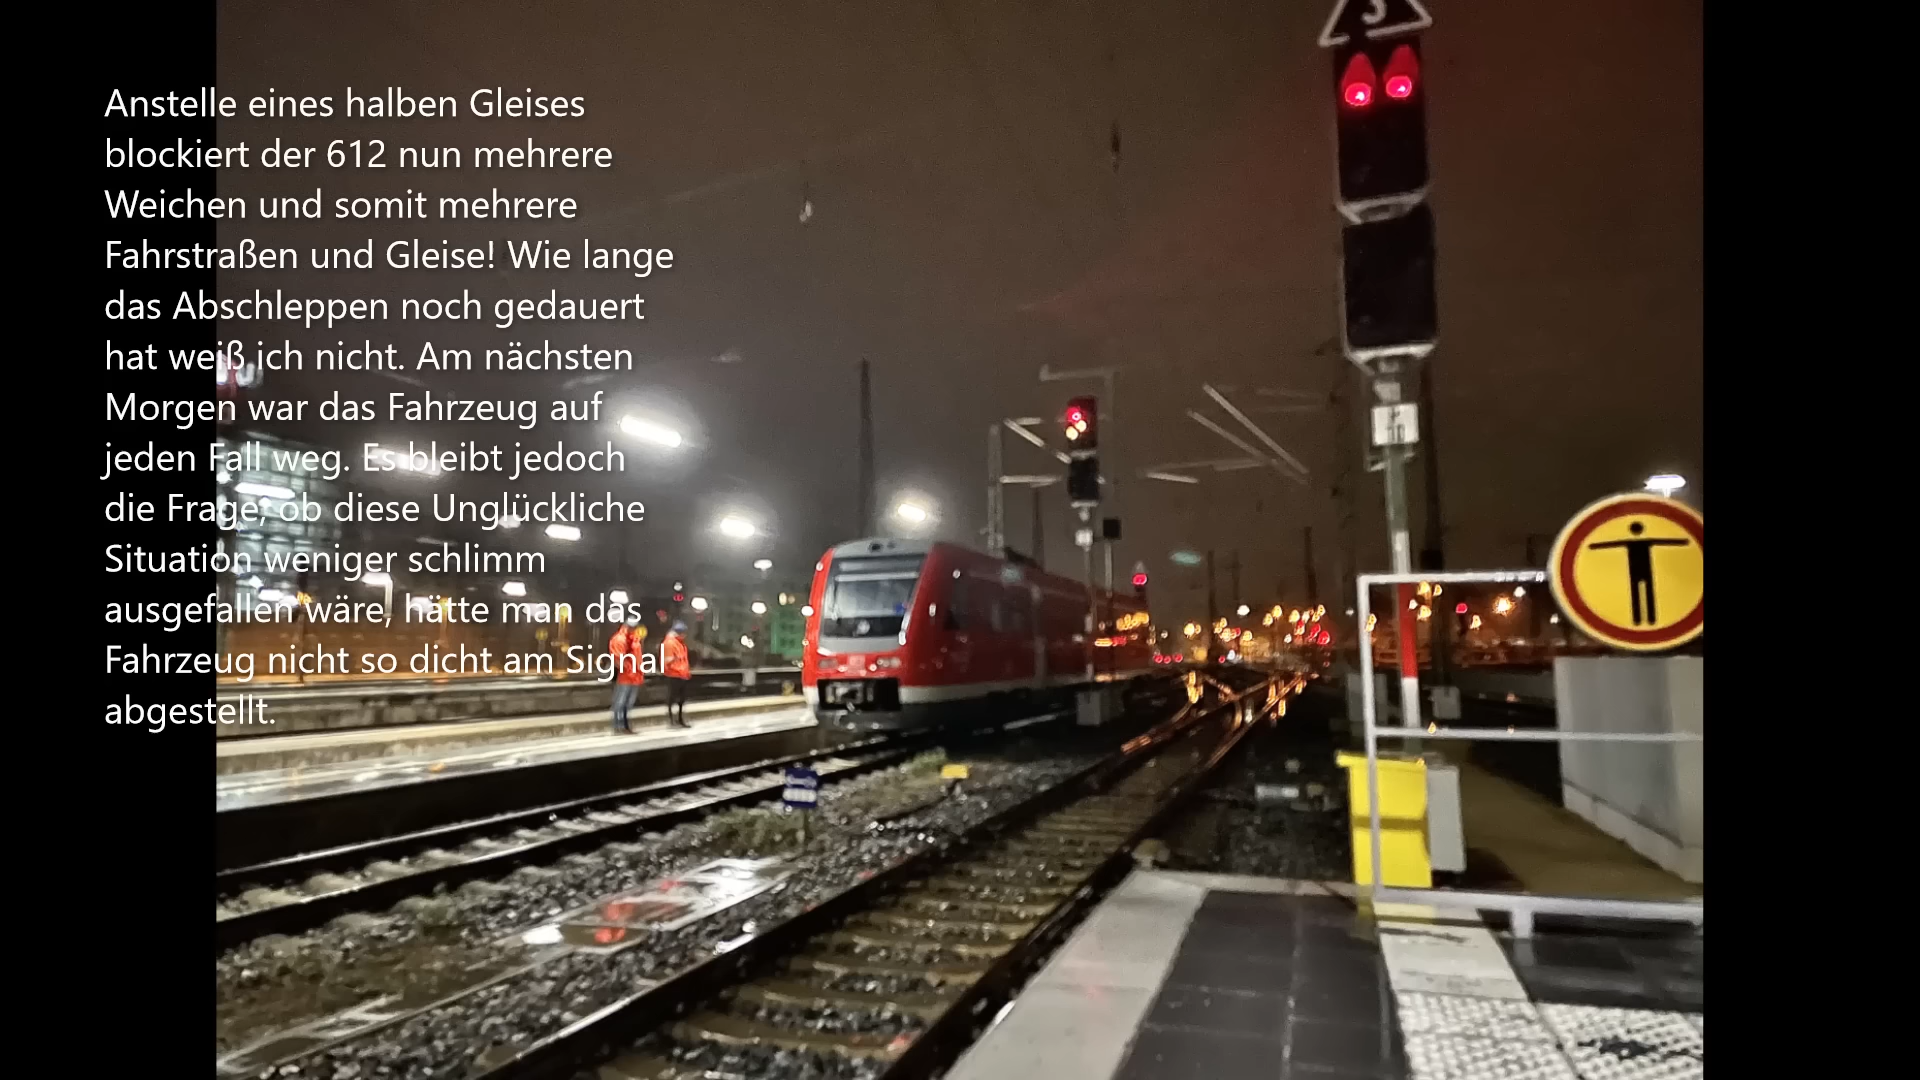 Anstelle eines halben Gleises
blockiert der 612 nun mehrere
Weichen und somit mehrere
Fahrstraßen und Gleise! Wie lange
das Abschleppen noch gedauert
hat weiß ich nicht. Am nächsten
Morgen war das Fahrzeug auf
jeden Fall weg. Es bleibt jedoch
die Frage, ob diese Unglückliche
Situation weniger schlimm
ausgefallen wäre, hätte man das
Fahrzeug nicht so dicht am Signal
abgestellt.
3